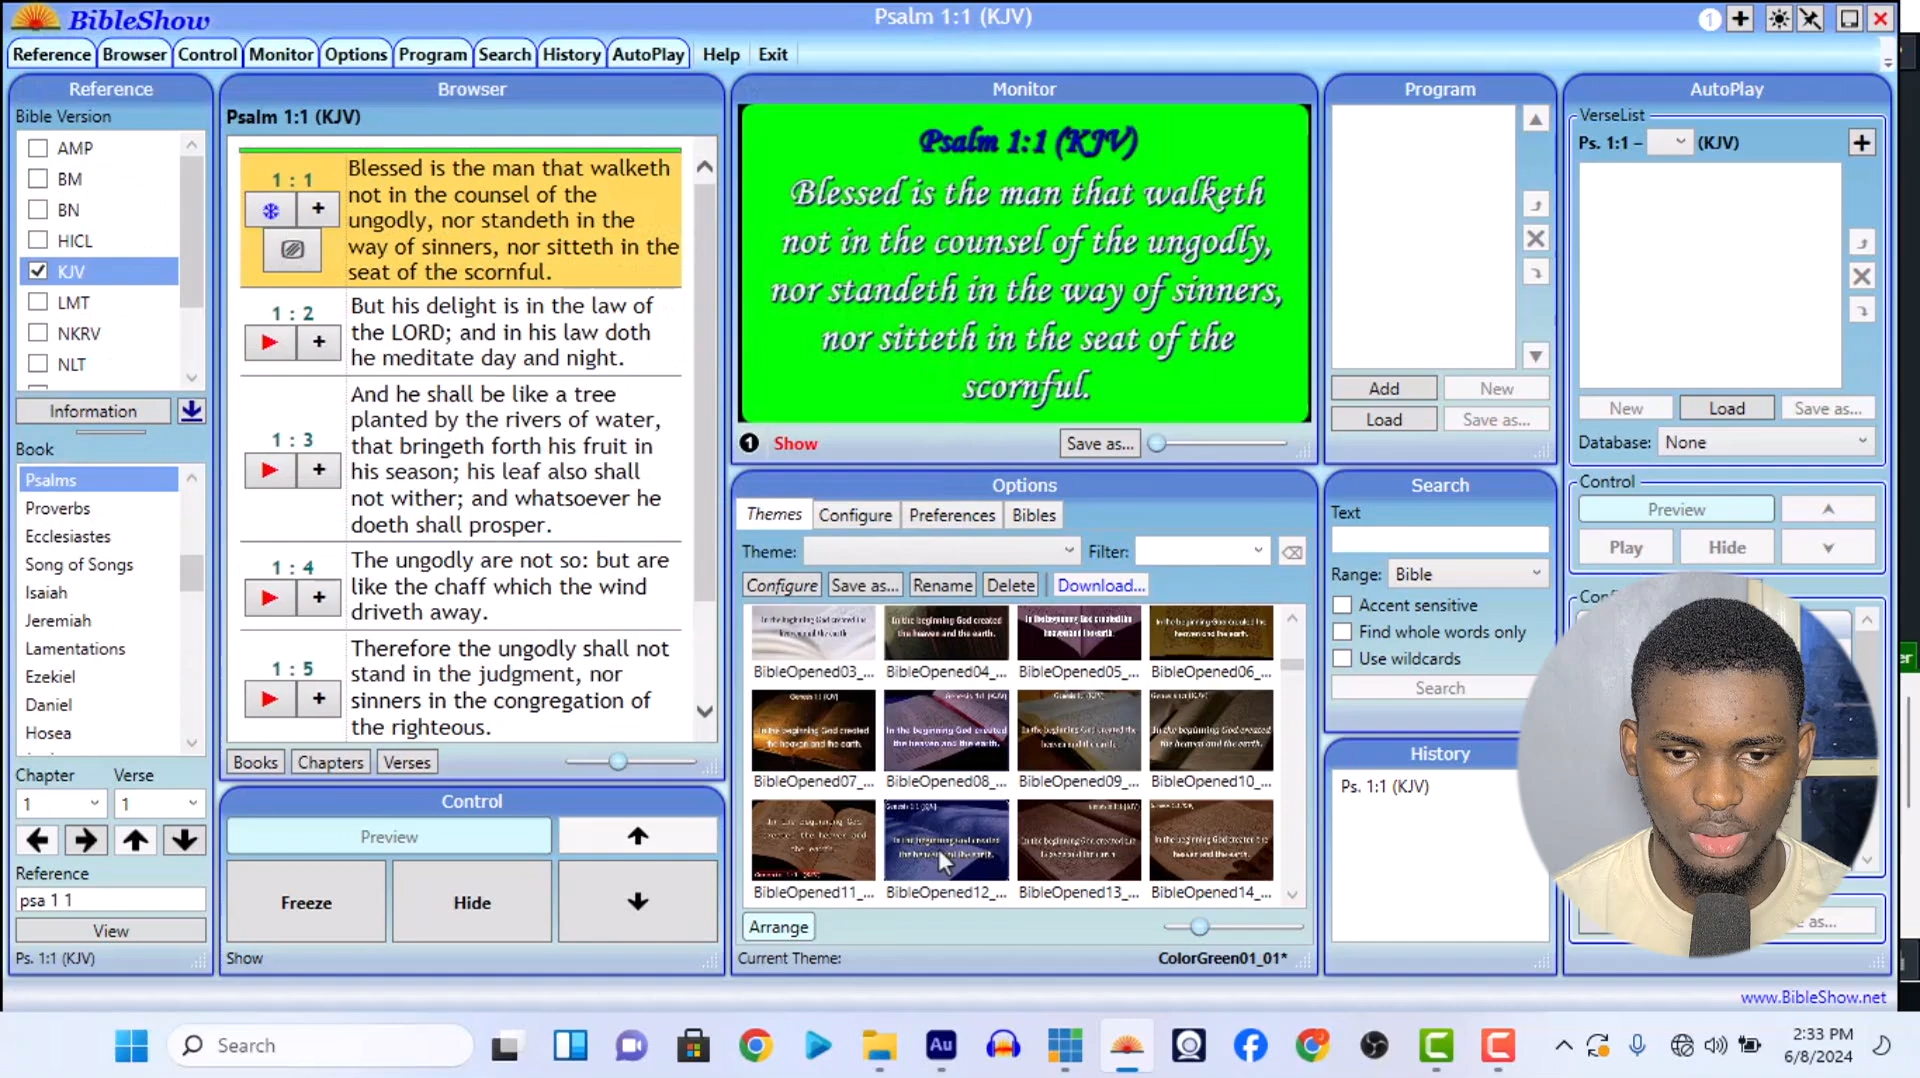 BibleShow
Psalm 1:1 (KJV)
1
Reference
Browser
Control
Monitor
Options
Program
Search
History
AutoPlay
Help
Exit
Reference
Bible Version
AMP
BM
BN
HICL
KJV
LMT
NKRV
NLT
Information
Book
Psalms
Proverbs
Ecclesiastes
Song of Songs
Isaiah
Jeremiah
Lamentations
Ezekiel
Daniel
Hosea
Chapter Verse
1 1
Reference
psa 1 1
View
Ps. 1:1 (KJV)
Browser
Psalm 1:1 (KJV)
1 : 1
+
Blessed is the man that walketh
not in the counsel of the
ungodly, nor standeth in the
way of sinners, nor sitteth in the
seat of the scornful.
1 : 2
+
But his delight is in the law of
the LORD; and in his law doth
he meditate day and night.
1 : 3
+
And he shall be like a tree
planted by the rivers of water,
that bringeth forth his fruit in
his season; his leaf also shall
not wither; and whatsoever he
doeth shall prosper.
1 : 4
+
The ungodly are not so: but are
like the chaff which the wind
driveth away.
1 : 5
+
Therefore the ungodly shall not
stand in the judgment, nor
sinners in the congregation of
the righteous.
Books Chapters Verses
Control
Preview
Freeze
Hide
Show
Monitor
Psalm 1:1 (KJV)
Blessed is the man that walketh
not in the counsel of the ungodly,
nor standeth in the way of sinners,
nor sitteth in the seat of the
scornful.
1 Show
Save as...
Options
Themes Configure Preferences Bibles
Theme: Filter:
Configure Save as... Rename Delete Download...
In the beginning God created
the heaven and the earth.
BibleOpened03_... BibleOpened04_... BibleOpened05_... BibleOpened06_...
BibleOpened07_... BibleOpened08_... BibleOpened09_... BibleOpened10_...
BibleOpened11_... BibleOpened12_... BibleOpened13_... BibleOpened14_...
Arrange
Current Theme: ColorGreen01_01*
Program
Add New
Load Save as...
Search
Text
Range: Bible
Accent sensitive
Find whole words only
Use wildcards
Search
History
Ps. 1:1 (KJV)
AutoPlay
VerseList
Ps. 1:1 – (KJV)
New Load Save as...
Database: None
Control
Preview
Play Hide
as...
www.BibleShow.net
Search
Au
2:33 PM
6/8/2024